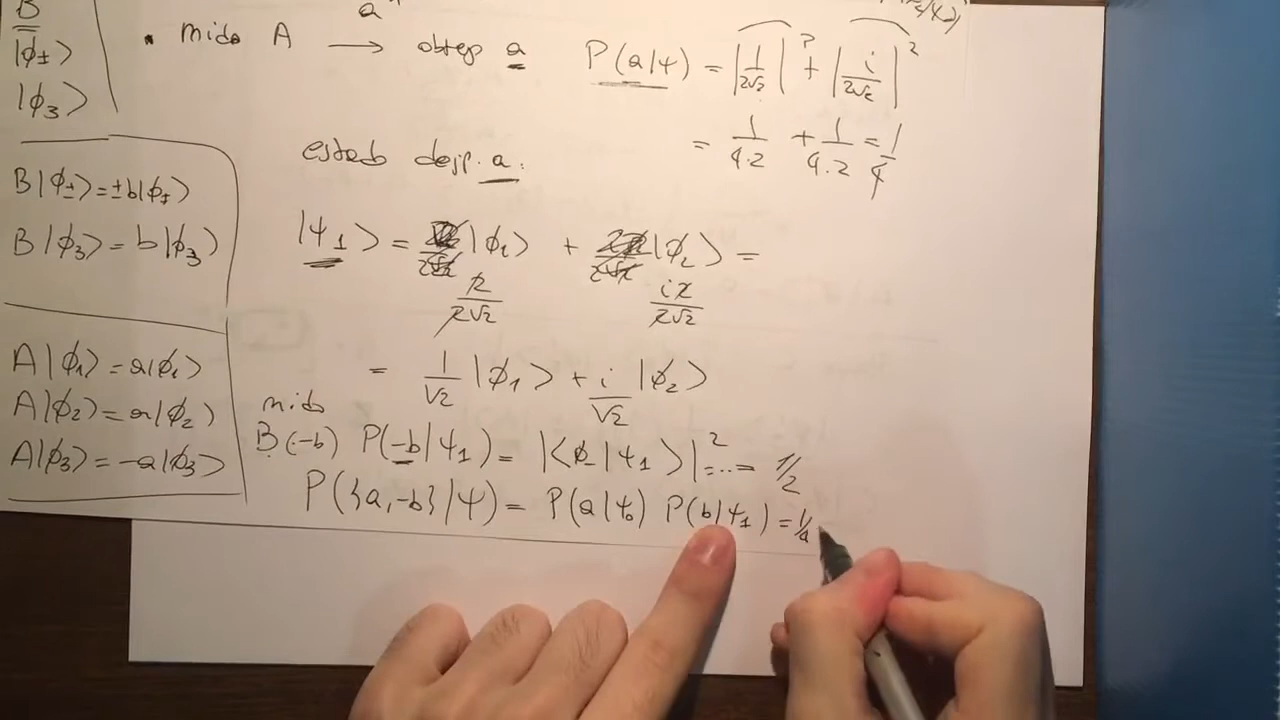 B
|ϕ±⟩
|ϕ3⟩
B|ϕ±⟩=±b|ϕ±⟩
B|ϕ3⟩=b|ϕ3⟩
A|ϕ1⟩=a|ϕ1⟩
A|ϕ2⟩=a|ϕ2⟩
A|ϕ3⟩=-a|ϕ3⟩
• mido A → obtengo a P(a|ψ) = |1/2√2|² + |i/2√2|²
= 1/4·2 + 1/4·2 = 1/4
estado desp. a.
|ψ1⟩ = |ϕ1⟩ + |ϕ2⟩ =
2/2√2 i2/2√2
= 1/√2 |ϕ1⟩ + i/√2 |ϕ2⟩
mido
B (-b) P(-b|ψ1) = |⟨ϕ-|ψ1⟩|² = ... = 1/2
P({a,-b}|ψ) = P(a|ψ0) P(b|ψ1) = 1/4